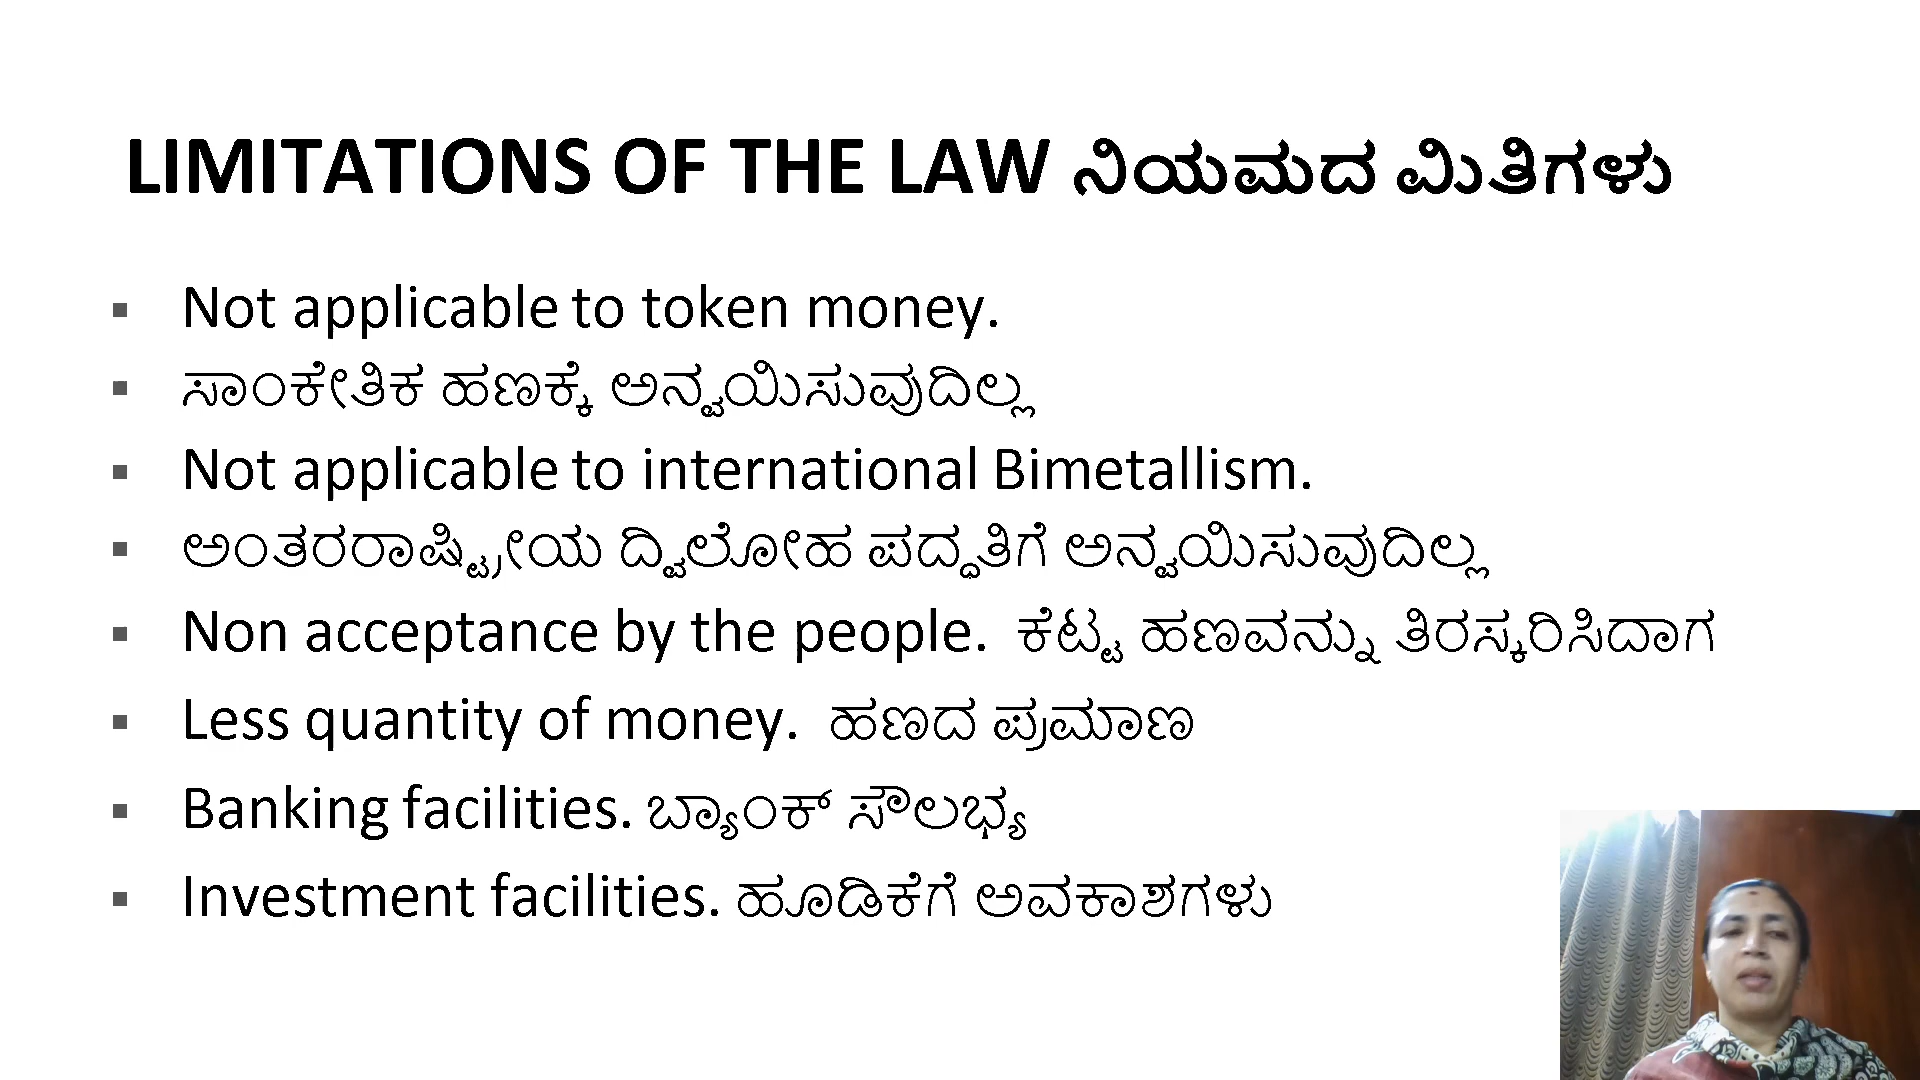 LIMITATIONS OF THE LAW ನಿಯಮದ ಮಿತಿಗಳು
▪ Not applicable to token money.
▪ ಸಾಂಕೇತಿಕ ಹಣಕ್ಕೆ ಅನ್ವಯಿಸುವುದಿಲ್ಲ
▪ Not applicable to international Bimetallism.
▪ ಅಂತರರಾಷ್ಟ್ರೀಯ ದ್ವಿಲೋಹ ಪದ್ಧತಿಗೆ ಅನ್ವಯಿಸುವುದಿಲ್ಲ
▪ Non acceptance by the people. ಕೆಟ್ಟ ಹಣವನ್ನು ತಿರಸ್ಕರಿಸಿದಾಗ
▪ Less quantity of money. ಹಣದ ಪ್ರಮಾಣ
▪ Banking facilities. ಬ್ಯಾಂಕ್ ಸೌಲಭ್ಯ
▪ Investment facilities. ಹೂಡಿಕೆಗೆ ಅವಕಾಶಗಳು